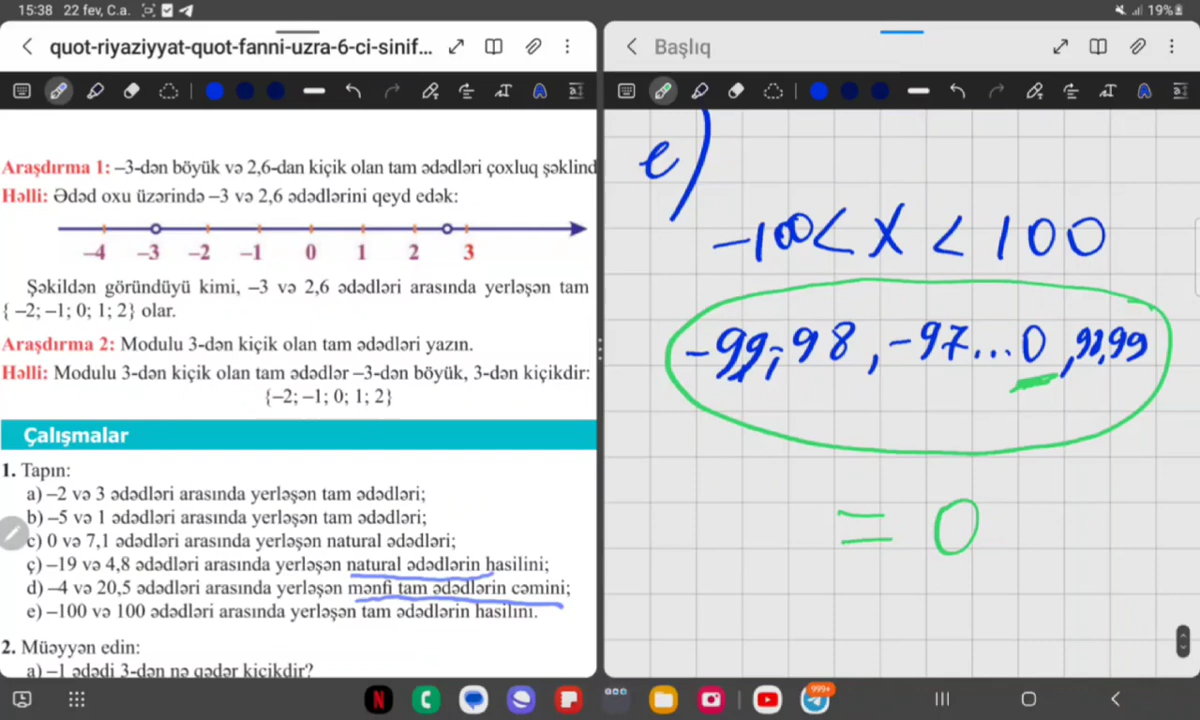 15:38 22 fev, C.a.
19%
quot-riyaziyyat-quot-fanni-uzra-6-ci-sinif...
Araşdırma 1: –3-dən böyük və 2,6-dan kiçik olan tam ədədləri çoxluq şəklind
Həlli: Ədəd oxu üzərində –3 və 2,6 ədədlərini qeyd edək:
–4 –3 –2 –1 0 1 2 3
Şəkildən göründüyü kimi, –3 və 2,6 ədədləri arasında yerləşən tam
{ –2; –1; 0; 1; 2} olar.
Araşdırma 2: Modulu 3-dən kiçik olan tam ədədləri yazın.
Həlli: Modulu 3-dən kiçik olan tam ədədlər –3-dən böyük, 3-dən kiçikdir:
{–2; –1; 0; 1; 2}
Çalışmalar
1. Tapın:
a) –2 və 3 ədədləri arasında yerləşən tam ədədləri;
b) –5 və 1 ədədləri arasında yerləşən tam ədədləri;
c) 0 və 7,1 ədədləri arasında yerləşən natural ədədləri;
ç) –19 və 4,8 ədədləri arasında yerləşən natural ədədlərin hasilini;
d) –4 və 20,5 ədədləri arasında yerləşən mənfi tam ədədlərin cəmini;
e) –100 və 100 ədədləri arasında yerləşən tam ədədlərin hasilini.
2. Müəyyən edin:
a) –1 ədədi 3-dən nə qədər kiçikdir?
Başlıq
e)
-100 < X < 100
-99,-98, -97...0, 98,99
= 0
999+